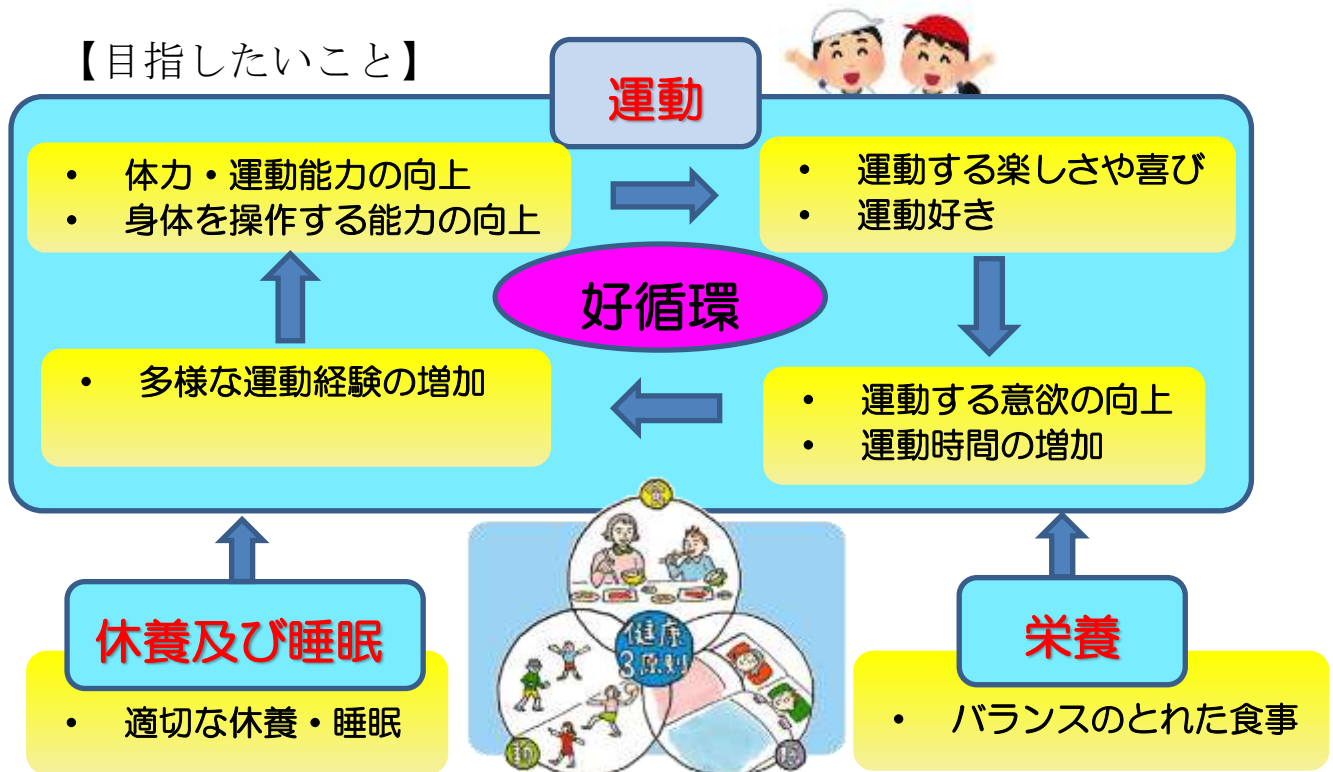 【目指したいこと】
運動
・ 体力・運動能力の向上
・ 身体を操作する能力の向上
・ 運動する楽しさや喜び
・ 運動好き
好循環
・ 多様な運動経験の増加
・ 運動する意欲の向上
・ 運動時間の増加
食
健康
3原則
動
休養及び睡眠
・ 適切な休養・睡眠
栄養
・ バランスのとれた食事